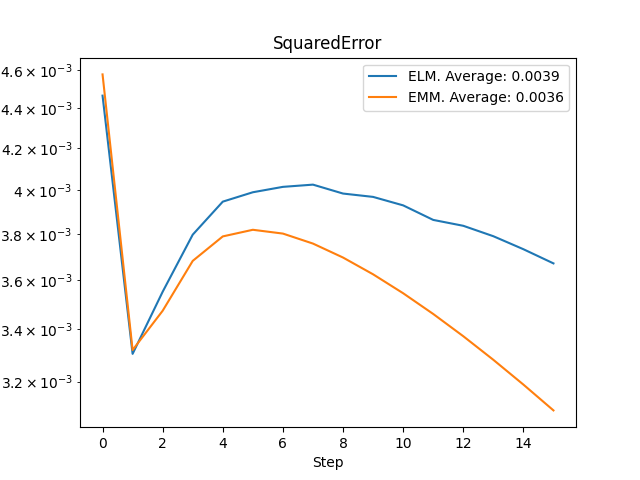 SquaredError
4.6 × 10⁻³
4.4 × 10⁻³
4.2 × 10⁻³
4 × 10⁻³
3.8 × 10⁻³
3.6 × 10⁻³
3.4 × 10⁻³
3.2 × 10⁻³
ELM. Average: 0.0039
EMM. Average: 0.0036
0 2 4 6 8 10 12 14
Step